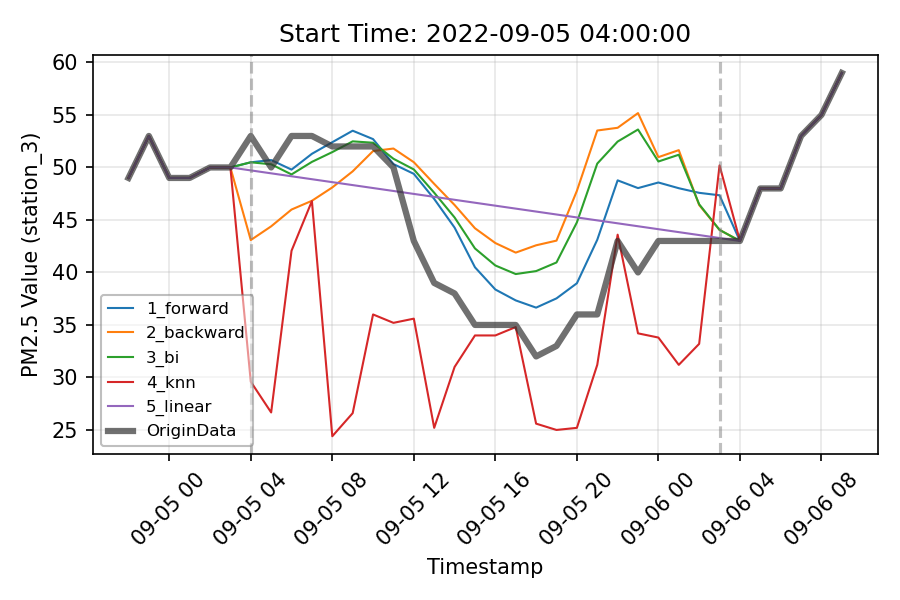 Start Time: 2022-09-05 04:00:00
PM2.5 Value (station_3)
60
55
50
45
40
35
30
25
1_forward
2_backward
3_bi
4_knn
5_linear
OriginData
09-05 00
09-05 04
09-05 08
09-05 12
09-05 16
09-05 20
09-06 00
09-06 04
09-06 08
Timestamp